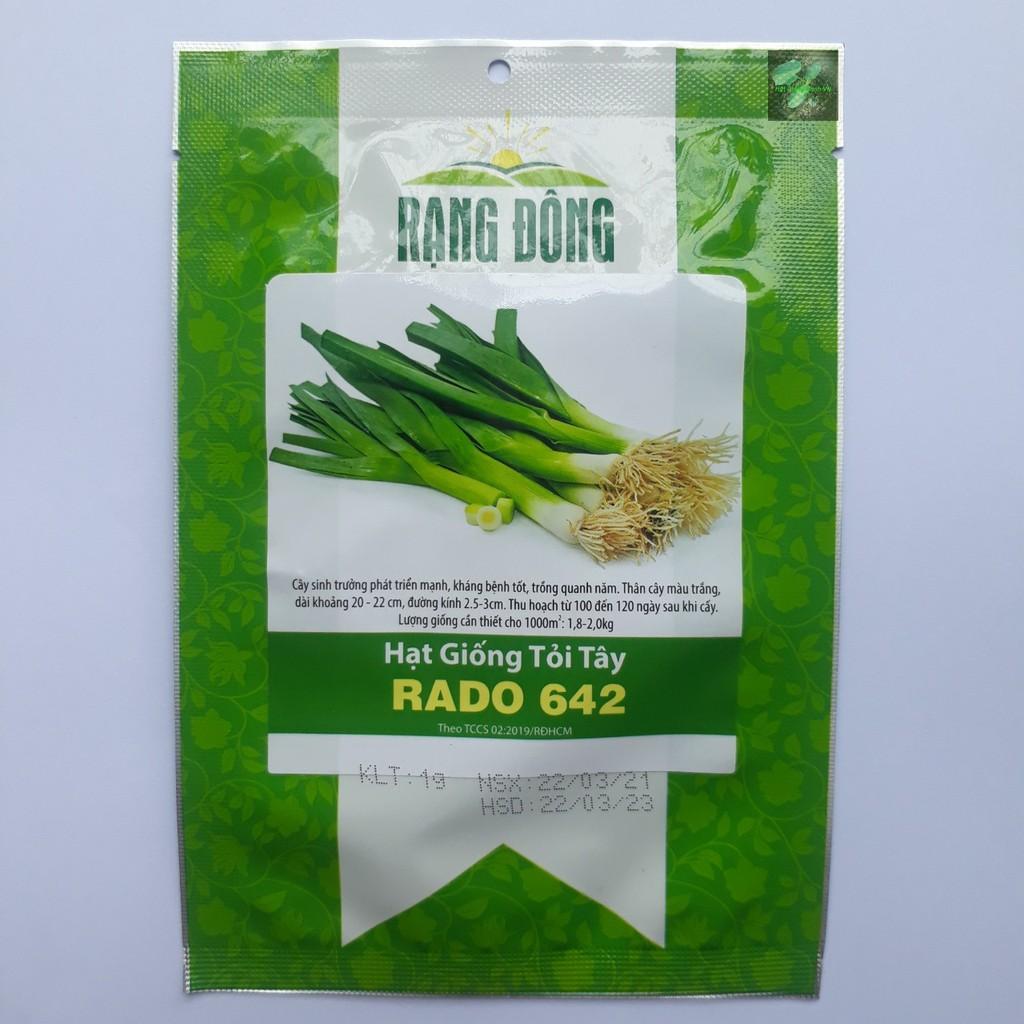 RẠNG ĐÔNG
Cây sinh trưởng phát triển mạnh, kháng bệnh tốt, trồng quanh năm. Thân cây màu trắng,
dài khoảng 20 - 22 cm, đường kính 2.5-3cm. Thu hoạch từ 100 đến 120 ngày sau khi cấy.
Lượng giống cần thiết cho 1000m²: 1,8-2,0kg
Hạt Giống Tỏi Tây
RADO 642
Theo TCCS 02:2019/RĐHCM
KLT: 1g NSX: 22/03/21
HSD: 22/03/23